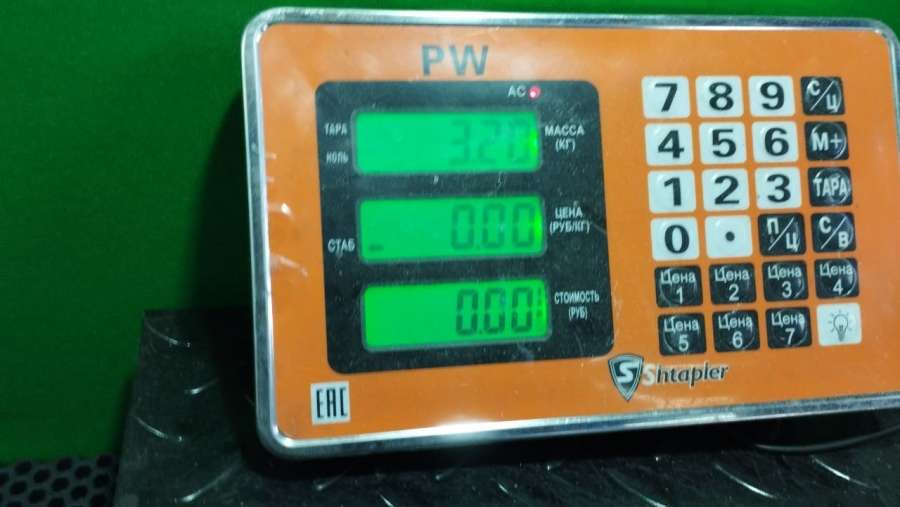 PW
AC
ТАРА
НОЛЬ
3.20
МАССА
(КГ)
СТАБ
0.00
ЦЕНА
(РУБ/КГ)
0.00
СТОИМОСТЬ
(РУБ)
7 8 9 С/Ц
4 5 6 М+
1 2 3 ТАРА
0 . П/Ц С/В
Цена 1 Цена 2 Цена 3 Цена 4
Цена 5 Цена 6 Цена 7
S Shtapler
EAC